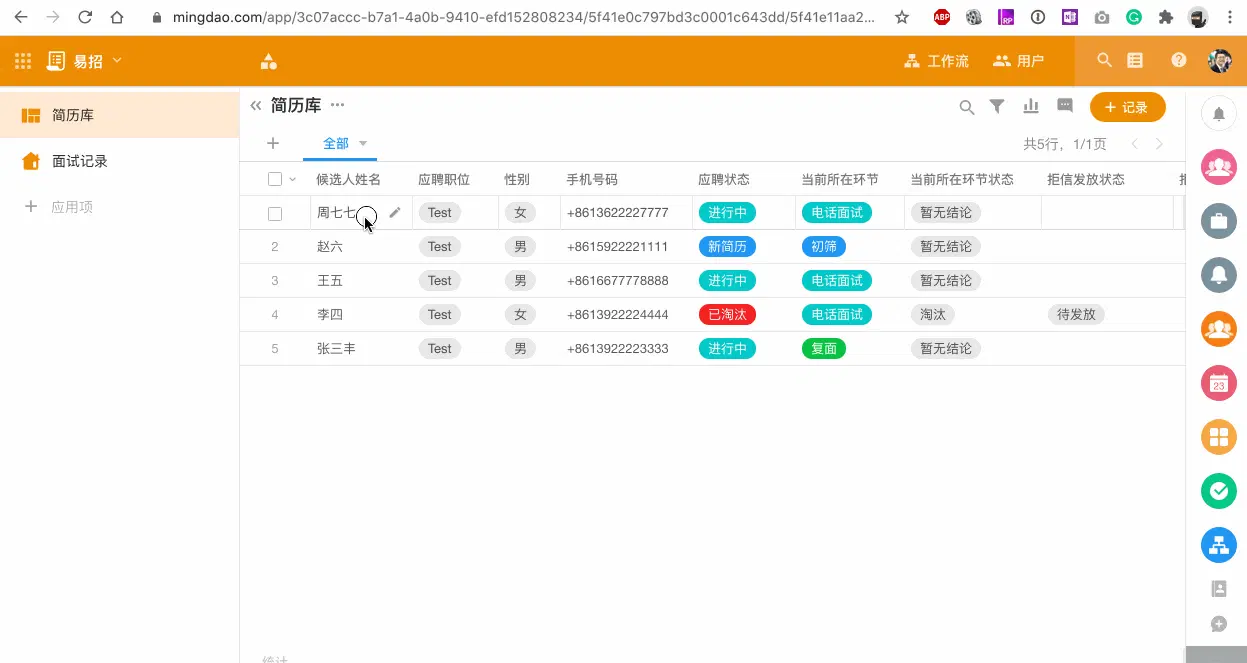 mingdao.com/app/3c07accc-b7a1-4a0b-9410-efd152808234/5f41e0c797bd3c0001c643dd/5f41e11aa2...
ABP
RP
易招
工作流
用户
简历库
面试记录
应用项
简历库
记录
全部
共5行，1/1页
候选人姓名 应聘职位 性别 手机号码 应聘状态 当前所在环节 当前所在环节状态 拒信发放状态
周七七 Test 女 +8613622227777 进行中 电话面试 暂无结论
2 赵六 Test 男 +8615922221111 新简历 初筛 暂无结论
3 王五 Test 男 +8616677778888 进行中 电话面试 暂无结论
4 李四 Test 女 +8613922224444 已淘汰 电话面试 淘汰 待发放
5 张三丰 Test 男 +8613922223333 进行中 复面 暂无结论
23